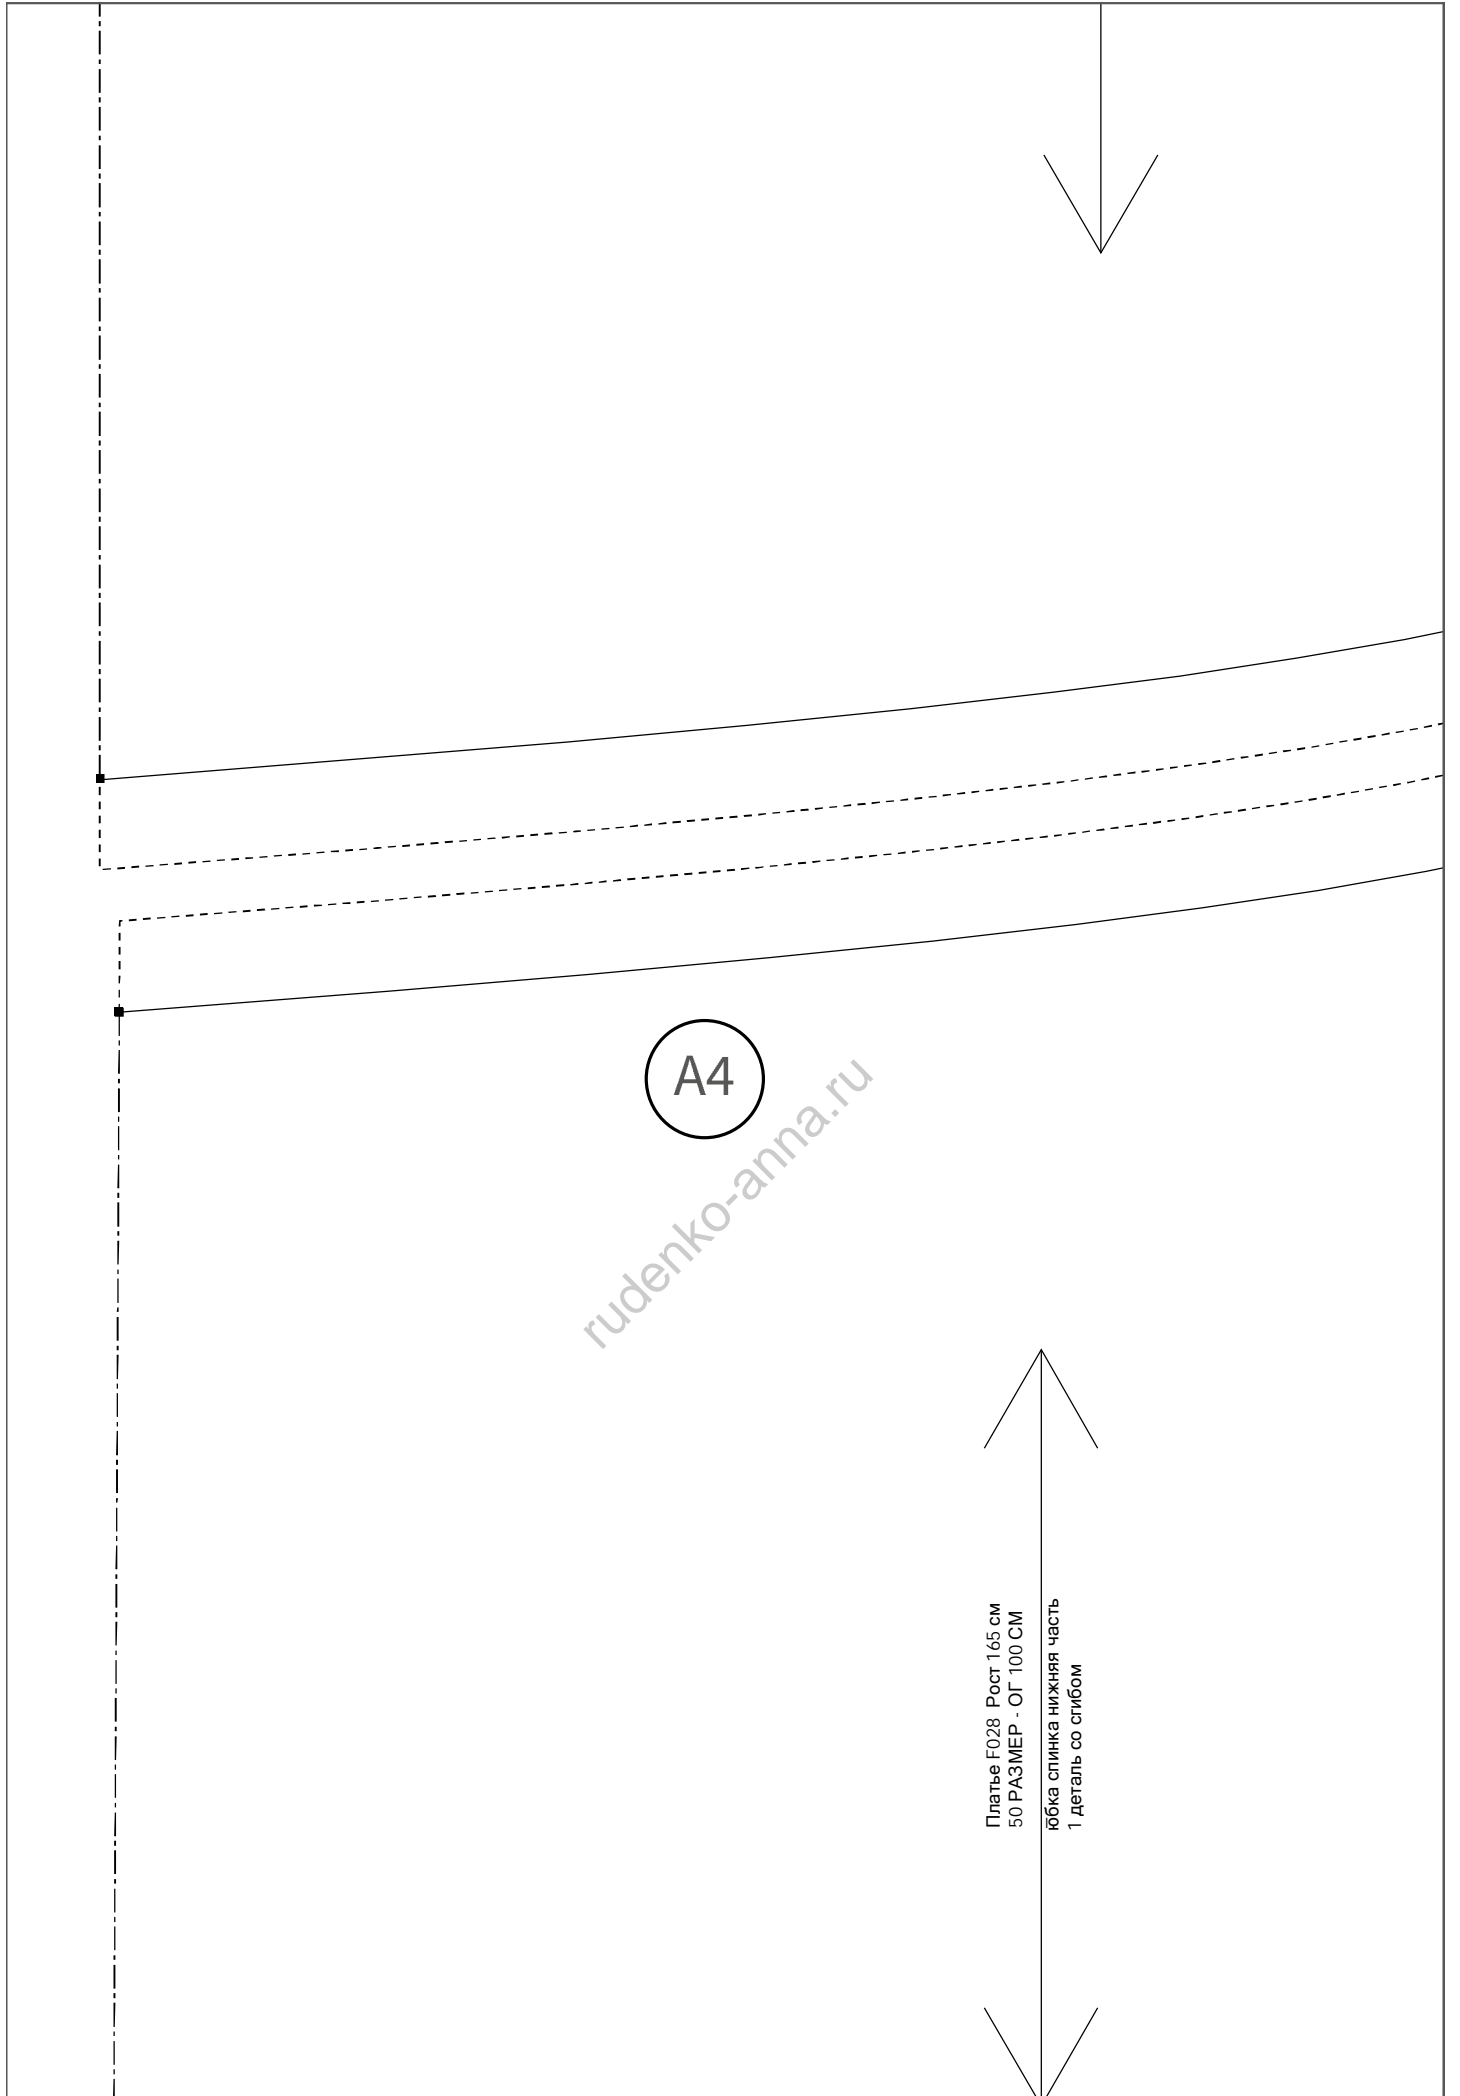 A4
rudenko-anna.ru
Платье F028 Рост 165 см
50 РАЗМЕР - ОГ 100 СМ
юбка спинка нижняя часть
1 деталь со сгибом